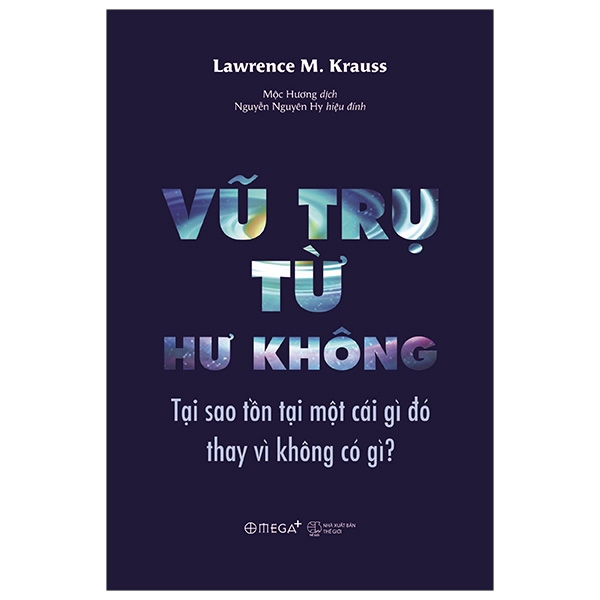 Lawrence M. Krauss
Mộc Hương dịch
Nguyễn Nguyên Hy hiệu đính
VŨ TRỤ
TỪ
HƯ KHÔNG
Tại sao tồn tại một cái gì đó
thay vì không có gì?
OMEGA+
NHÀ XUẤT BẢN
THẾ GIỚI